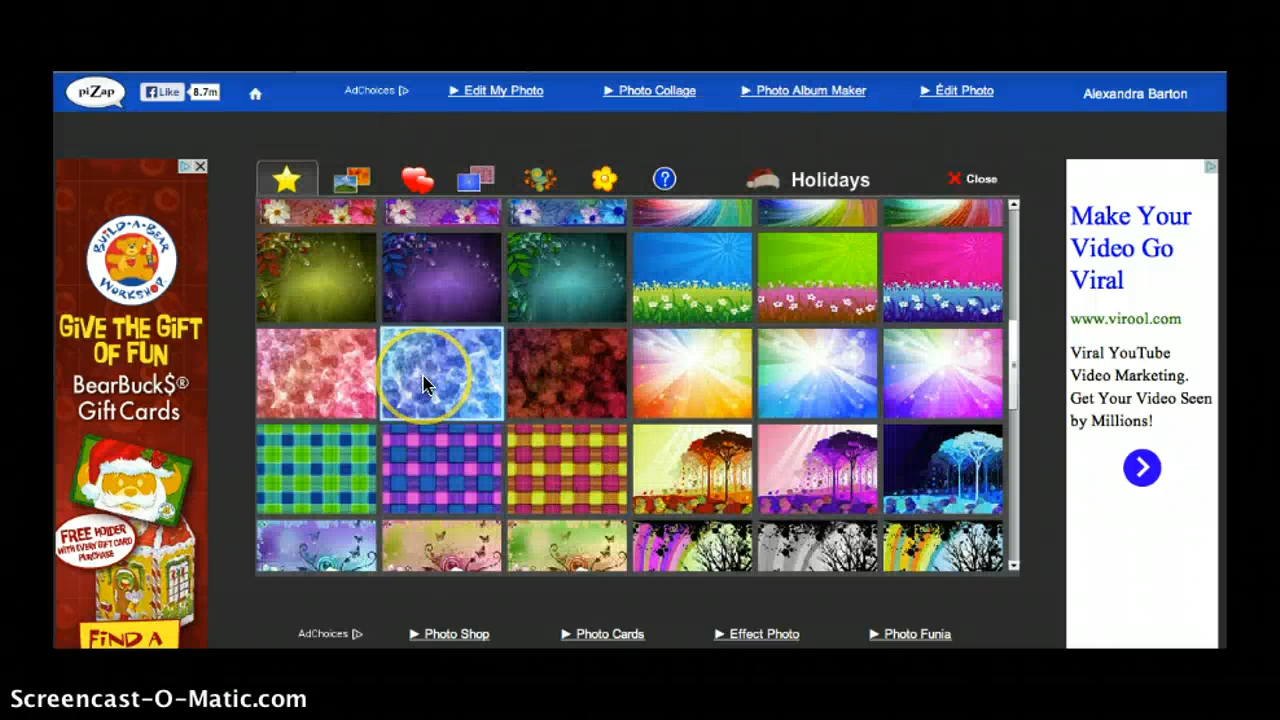 piZap
Like 8.7m
AdChoices
Edit My Photo
Photo Collage
Photo Album Maker
Édit Photo
Alexandra Barton
?
Holidays
Close
BUILD-A-BEAR
WORKSHOP
GIVE THE GIFT
OF FUN
BearBuck$®
Gift Cards
FREE HOLDER
WITH EVERY GIFT CARD
PURCHASE
FIND A
Make Your
Video Go
Viral
www.virool.com
Viral YouTube
Video Marketing.
Get Your Video Seen
by Millions!
AdChoices
Photo Shop
Photo Cards
Effect Photo
Photo Funia
Screencast-O-Matic.com